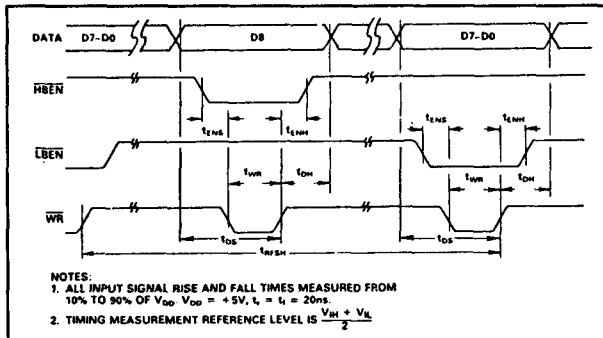 DATA D7-D0 D8 D7-D0
HBEN
tENS tENH tENS tENH
LBEN
tWR tDH tWR tDH
WR
tDS tDS
tRFSH
NOTES:
1. ALL INPUT SIGNAL RISE AND FALL TIMES MEASURED FROM
10% TO 90% OF VDD. VDD = +5V, tr = tf = 20ns.
2. TIMING MEASUREMENT REFERENCE LEVEL IS VIH + VIL
2